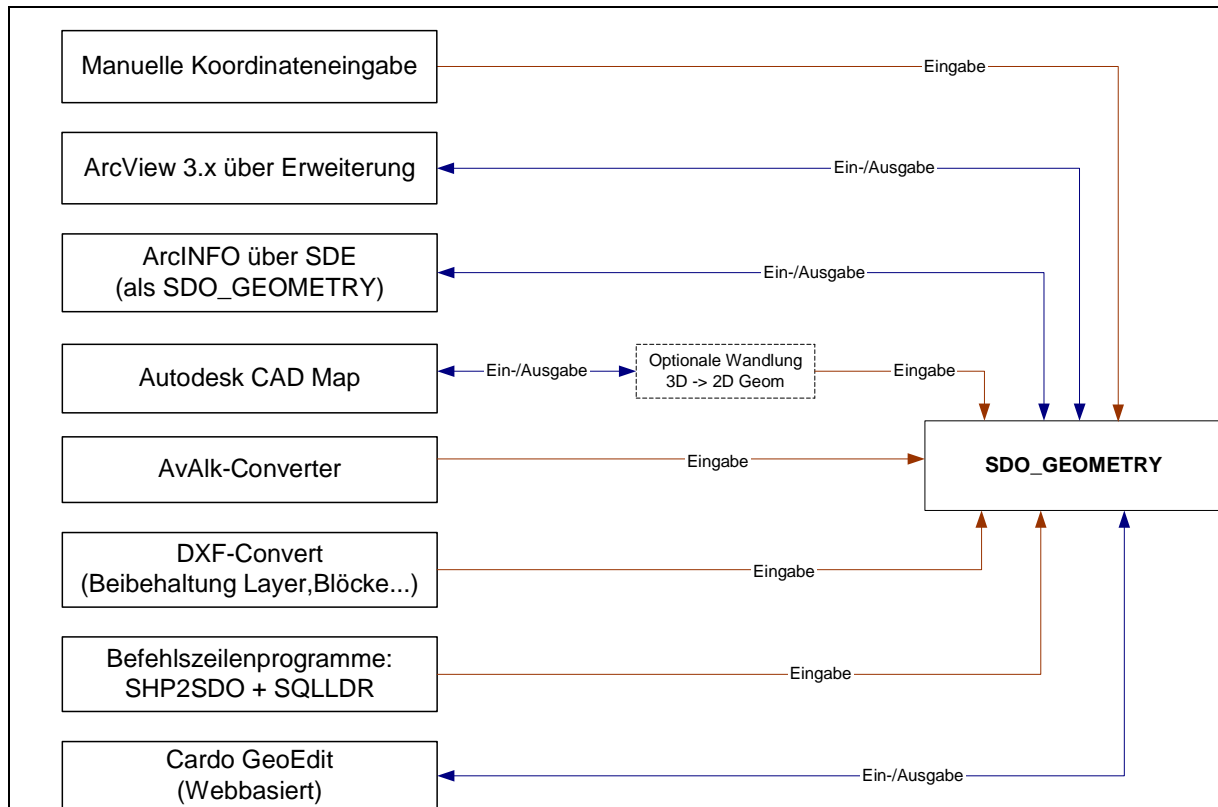 Manuelle Koordinateneingabe
Eingabe
ArcView 3.x über Erweiterung
Ein-/Ausgabe
ArcINFO über SDE
(als SDO_GEOMETRY)
Ein-/Ausgabe
Autodesk CAD Map
Ein-/Ausgabe
Optionale Wandlung
3D -> 2D Geom
Eingabe
AvAlk-Converter
Eingabe
SDO_GEOMETRY
DXF-Convert
(Beibehaltung Layer,Blöcke...)
Eingabe
Befehlszeilenprogramme:
SHP2SDO + SQLLDR
Eingabe
Cardo GeoEdit
(Webbasiert)
Ein-/Ausgabe